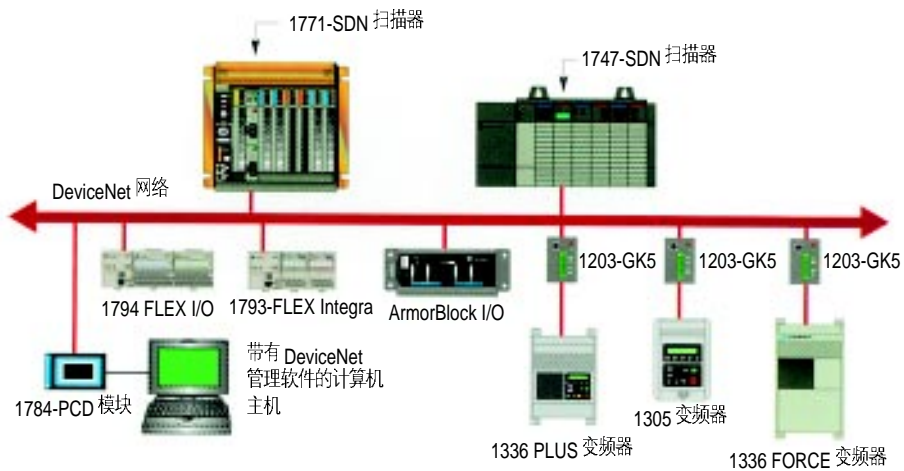 1771-SDN 扫描器
1747-SDN 扫描器
DeviceNet 网络
1203-GK5
1203-GK5
1203-GK5
1794 FLEX I/O
1793-FLEX Integra
ArmorBlock I/O
带有 DeviceNet
管理软件的计算机
主机
1784-PCD 模块
1336 PLUS 变频器
1305 变频器
1336 FORCE 变频器